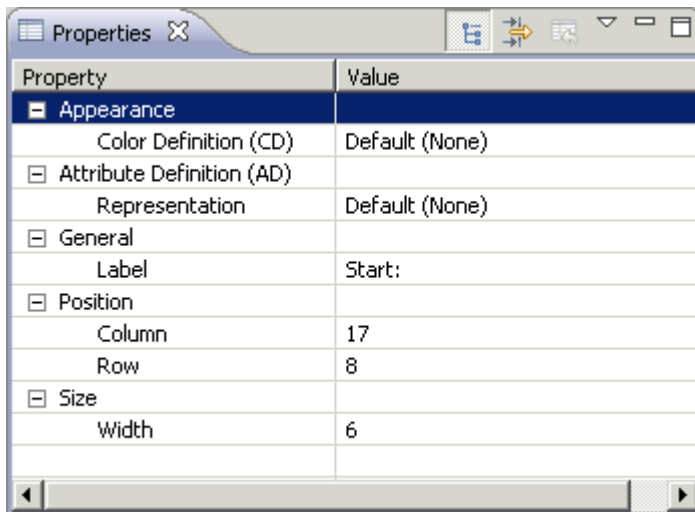 Properties
Property Value
Appearance
Color Definition (CD) Default (None)
Attribute Definition (AD)
Representation Default (None)
General
Label Start:
Position
Column 17
Row 8
Size
Width 6